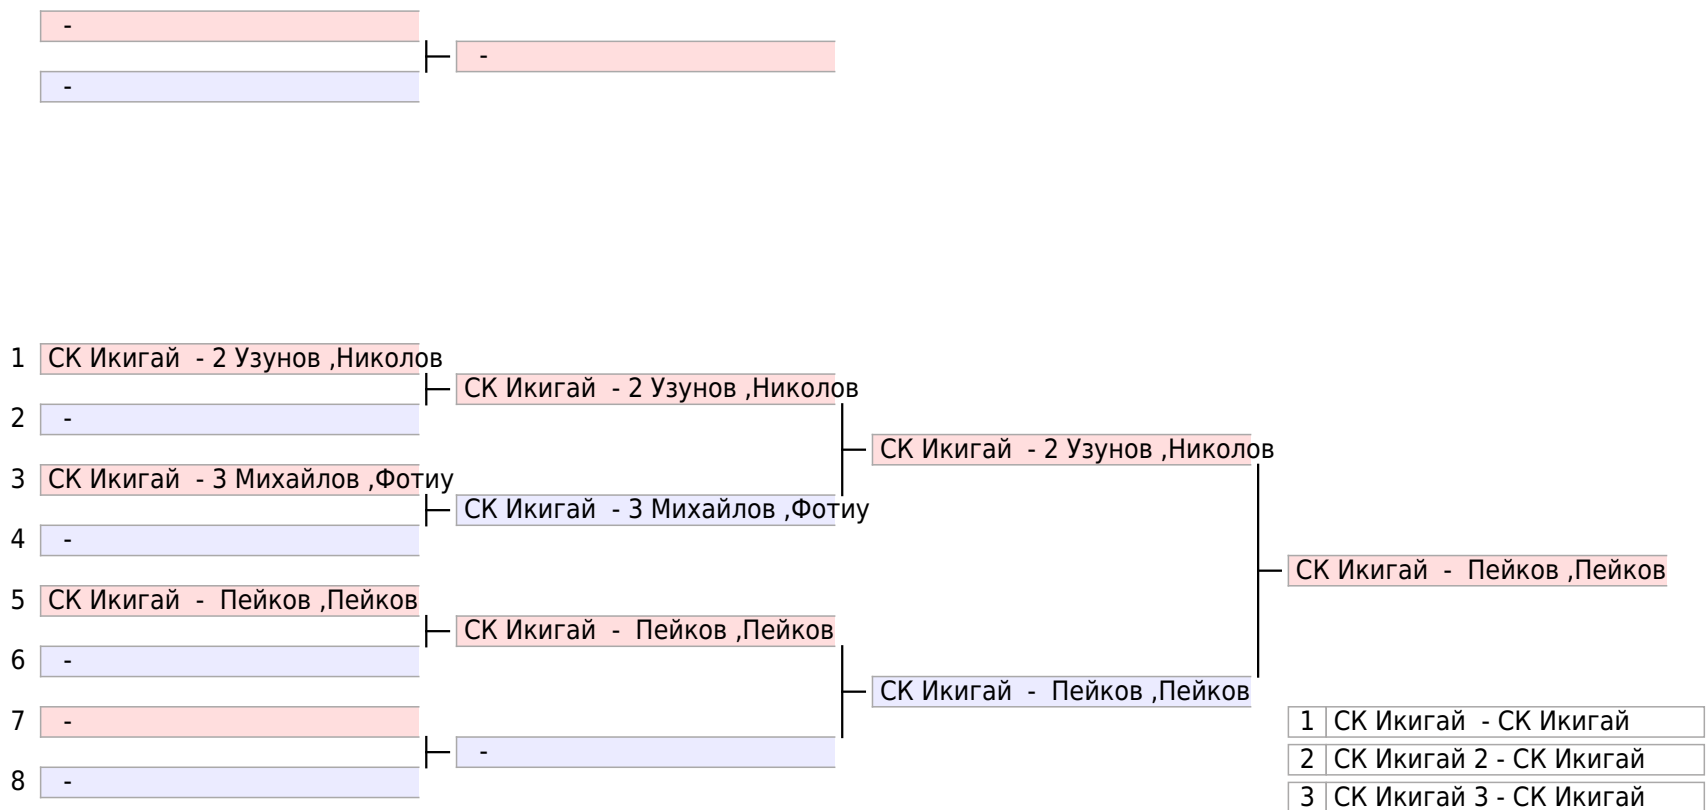 -
-
-
1 СК Икигай - 2 Узунов ,Николов
СК Икигай - 2 Узунов ,Николов
2 -
СК Икигай - 2 Узунов ,Николов
3 СК Икигай - 3 Михайлов ,Фотиу
СК Икигай - 3 Михайлов ,Фотиу
4 -
СК Икигай - Пейков ,Пейков
5 СК Икигай - Пейков ,Пейков
СК Икигай - Пейков ,Пейков
6 -
СК Икигай - Пейков ,Пейков
7 -
-
8 -
1 СК Икигай - СК Икигай
2 СК Икигай 2 - СК Икигай
3 СК Икигай 3 - СК Икигай